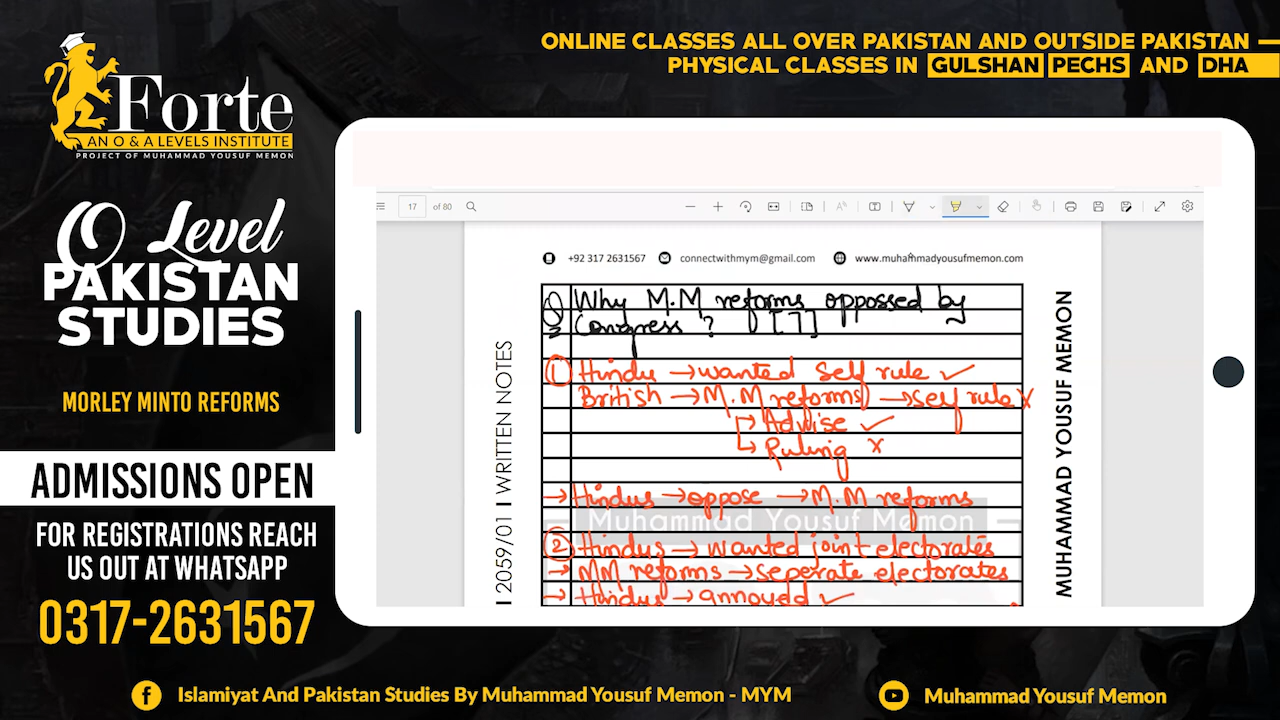 ONLINE CLASSES ALL OVER PAKISTAN AND OUTSIDE PAKISTAN
PHYSICAL CLASSES IN GULSHAN PECHS AND DHA
Forte
AN O & A LEVELS INSTITUTE
PROJECT OF MUHAMMAD YOUSUF MEMON
O Level
PAKISTAN
STUDIES
MORLEY MINTO REFORMS
ADMISSIONS OPEN
FOR REGISTRATIONS REACH
US OUT AT WHATSAPP
0317-2631567
17 of 80
+92 317 2631567 connectwithmym@gmail.com www.muhammadyousufmemon.com
2059/01 I WRITTEN NOTES
MUHAMMAD YOUSUF MEMON
Q Why M.M reforms oppossed by
Congress ? [7]
① Hindu → wanted self rule ✓
British → M.M reforms → self rule X
↳ Advise ✓
↳ Ruling X
→ Hindus → oppose → M.M reforms
Muhammad Yousuf Memon
② Hindus → wanted joint electorates
→ MM reforms → seperate electorates
→ Hindus → annoyed ✓
Islamiyat And Pakistan Studies By Muhammad Yousuf Memon - MYM
Muhammad Yousuf Memon